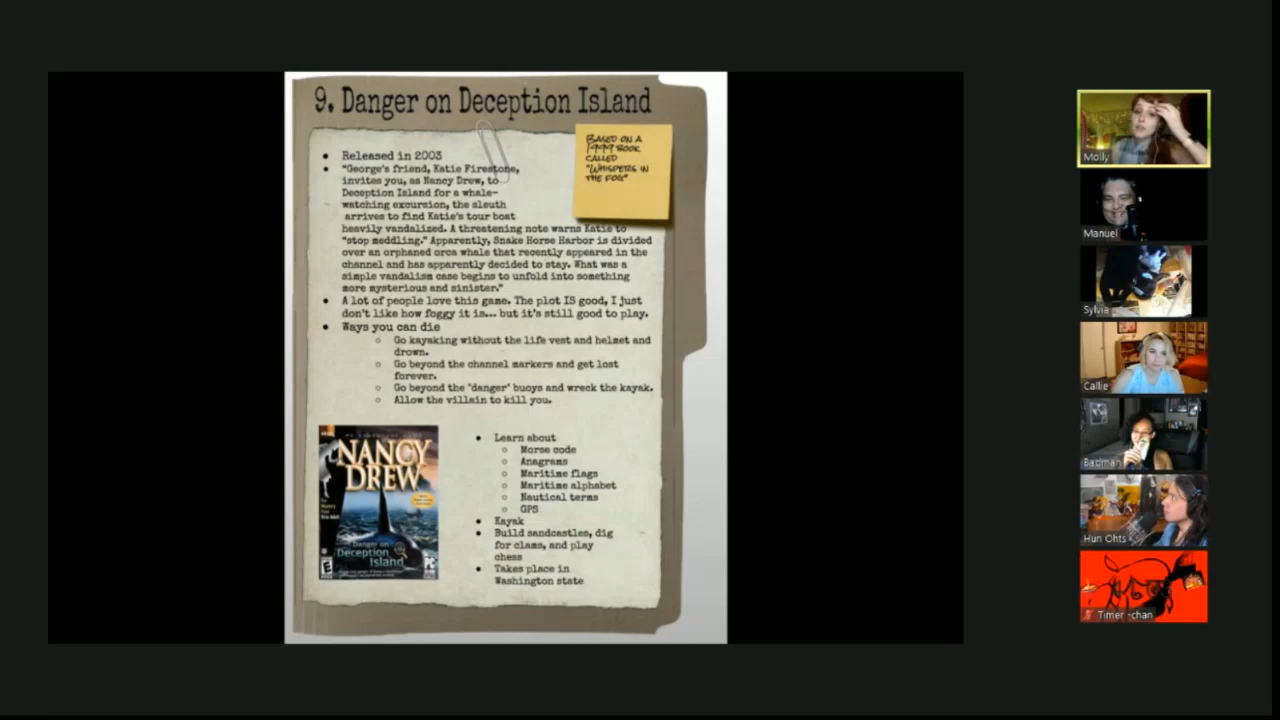 9. Danger on Deception Island
BASED ON A
1999 BOOK
CALLED
"WHISPERS IN
THE FOG"
• Released in 2003
• "George's friend, Katie Firestone,
invites you, as Nancy Drew, to
Deception Island for a whale-
watching excursion, the sleuth
arrives to find Katie's tour boat
heavily vandalized. A threatening note warns Katie to
"stop meddling." Apparently, Snake Horse Harbor is divided
over an orphaned orca whale that recently appeared in the
channel and has apparently decided to stay. What was a
simple vandalism case begins to unfold into something
more mysterious and sinister."
• A lot of people love this game. The plot IS good, I just
don't like how foggy it is... but it's still good to play.
• Ways you can die
○ Go kayaking without the life vest and helmet and
drown.
○ Go beyond the channel markers and get lost
forever.
○ Go beyond the "danger" buoys and wreck the kayak.
○ Allow the villain to kill you.
NANCY
DREW
Danger on
Deception
Island
E
• Learn about
○ Morse code
○ Anagrams
○ Maritime flags
○ Maritime alphabet
○ Nautical terms
○ GPS
• Kayak
• Build sandcastles, dig
for clams, and play
chess
• Takes place in
Washington state
Molly
Manuel
Sylvia
Callie
Badman
Hun Ohts
Timer -chan